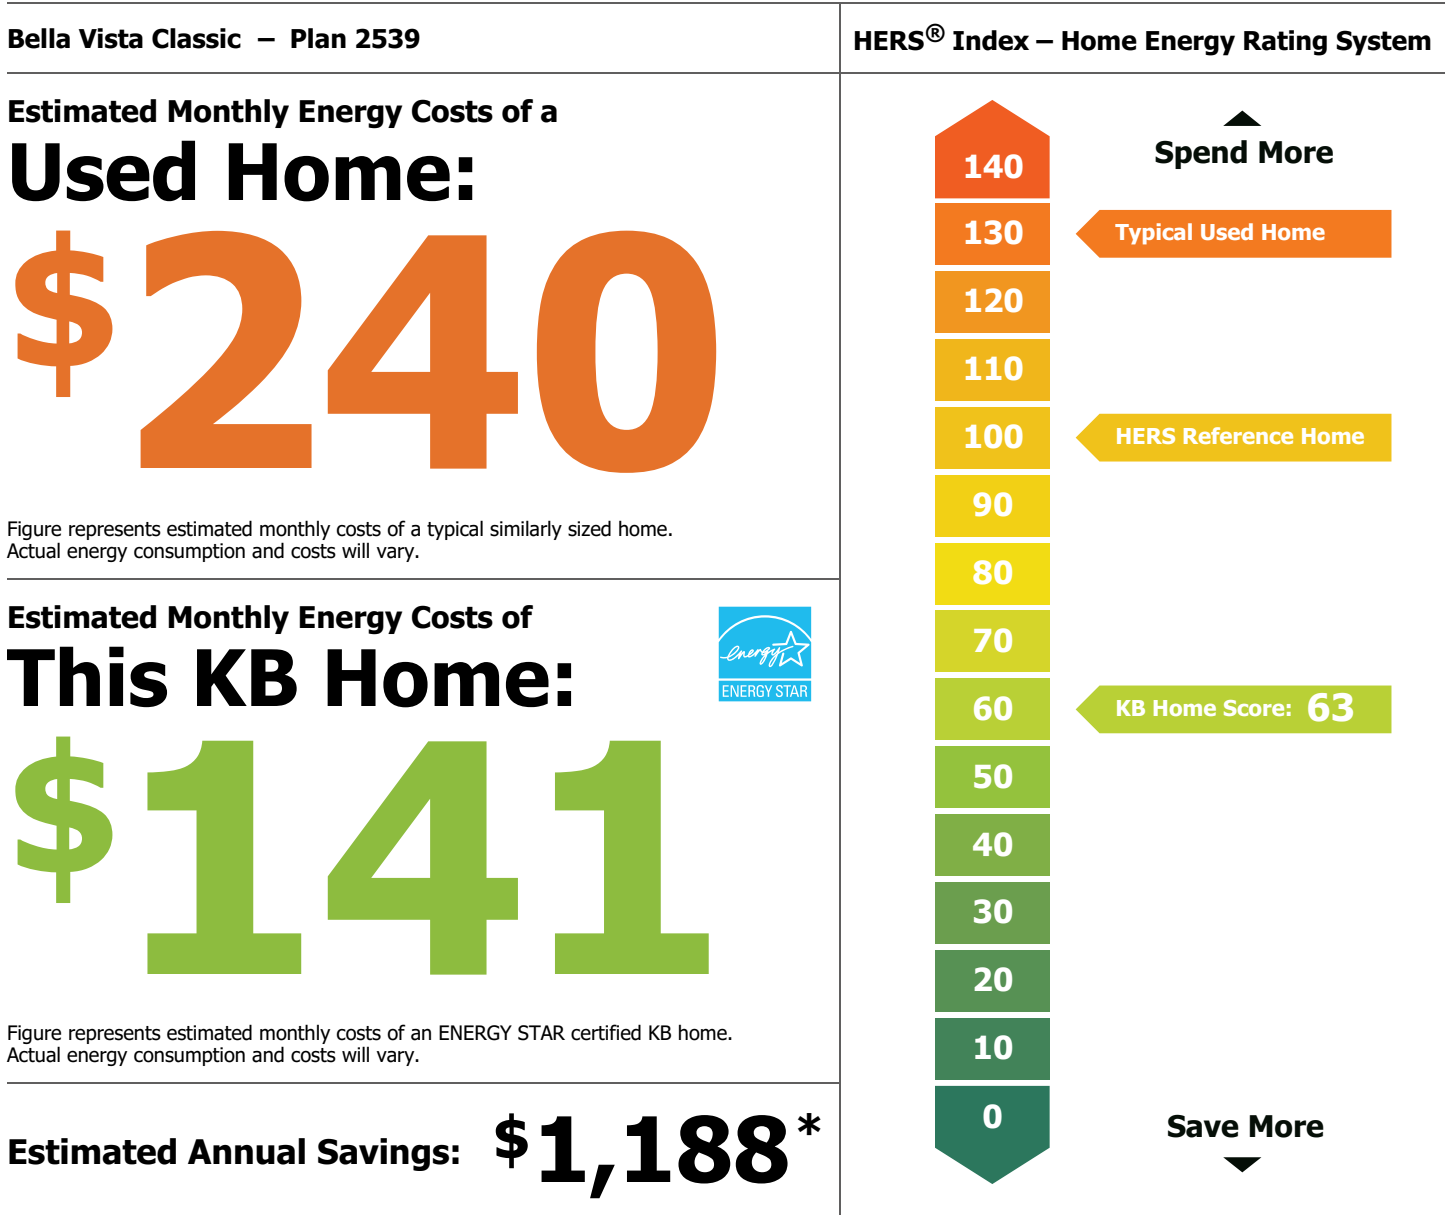 Bella Vista Classic – Plan 2539
Estimated Monthly Energy Costs of a
Used Home:
$240
Figure represents estimated monthly costs of a typical similarly sized home.
Actual energy consumption and costs will vary.
Estimated Monthly Energy Costs of
This KB Home:
energy
ENERGY STAR
$141
Figure represents estimated monthly costs of an ENERGY STAR certified KB home.
Actual energy consumption and costs will vary.
Estimated Annual Savings: $1,188*
HERS® Index – Home Energy Rating System
Spend More
140
130 Typical Used Home
120
110
100 HERS Reference Home
90
80
70
60 KB Home Score: 63
50
40
30
20
10
0
Save More